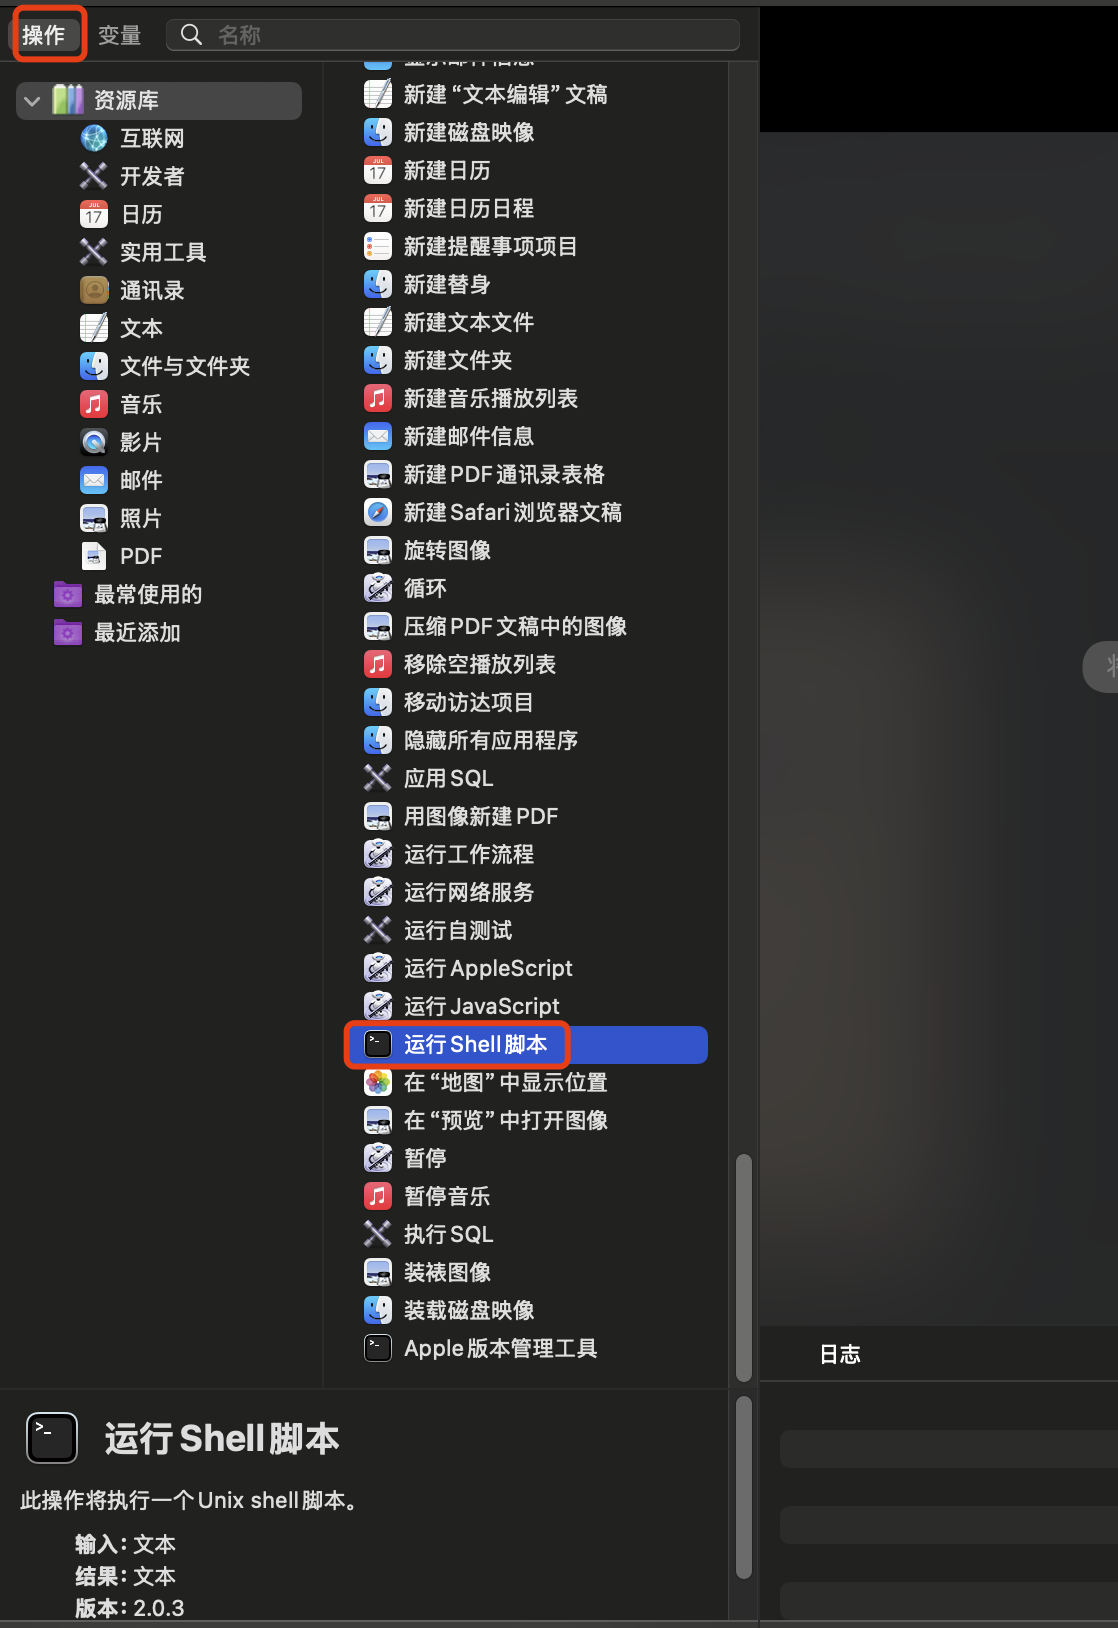 操作
变量
名称
资源库
互联网
开发者
日历
实用工具
通讯录
文本
文件与文件夹
音乐
影片
邮件
照片
PDF
最常使用的
最近添加
显示邮件信息
新建“文本编辑”文稿
新建磁盘映像
新建日历
新建日历日程
新建提醒事项项目
新建替身
新建文本文件
新建文件夹
新建音乐播放列表
新建邮件信息
新建PDF通讯录表格
新建Safari浏览器文稿
旋转图像
循环
压缩PDF文稿中的图像
移除空播放列表
移动访达项目
隐藏所有应用程序
应用SQL
用图像新建PDF
运行工作流程
运行网络服务
运行自测试
运行AppleScript
运行JavaScript
运行Shell脚本
在“地图”中显示位置
在“预览”中打开图像
暂停
暂停音乐
执行SQL
装裱图像
装载磁盘映像
Apple版本管理工具
日志
运行Shell脚本
此操作将执行一个Unix shell脚本。
输入：文本
结果：文本
版本：2.0.3